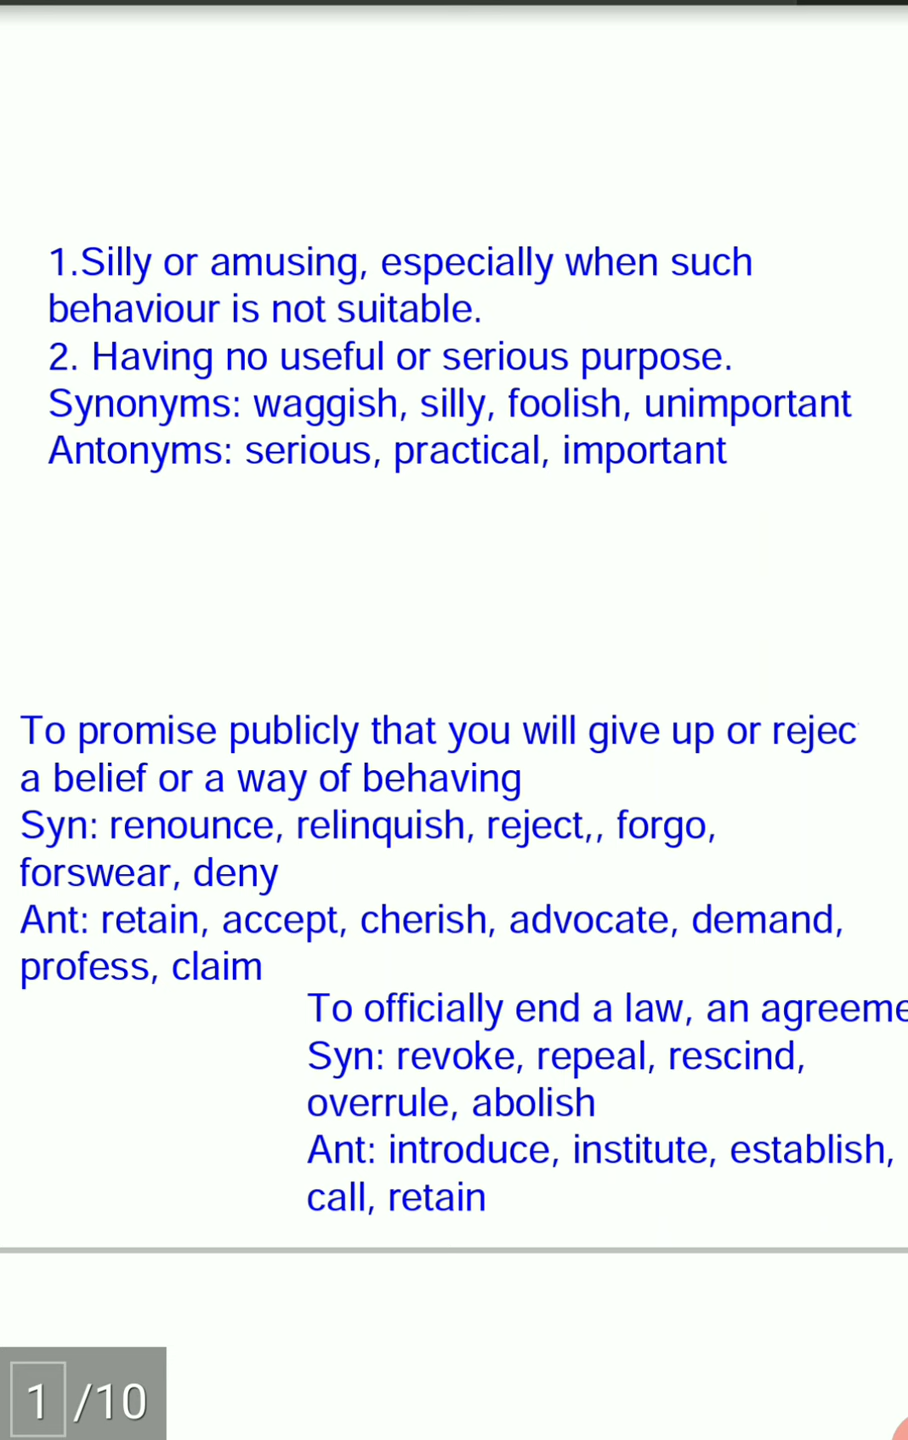 1.Silly or amusing, especially when such
behaviour is not suitable.
2. Having no useful or serious purpose.
Synonyms: waggish, silly, foolish, unimportant
Antonyms: serious, practical, important
To promise publicly that you will give up or rejec
a belief or a way of behaving
Syn: renounce, relinquish, reject,, forgo,
forswear, deny
Ant: retain, accept, cherish, advocate, demand,
profess, claim
To officially end a law, an agreeme
Syn: revoke, repeal, rescind,
overrule, abolish
Ant: introduce, institute, establish,
call, retain
1 /10